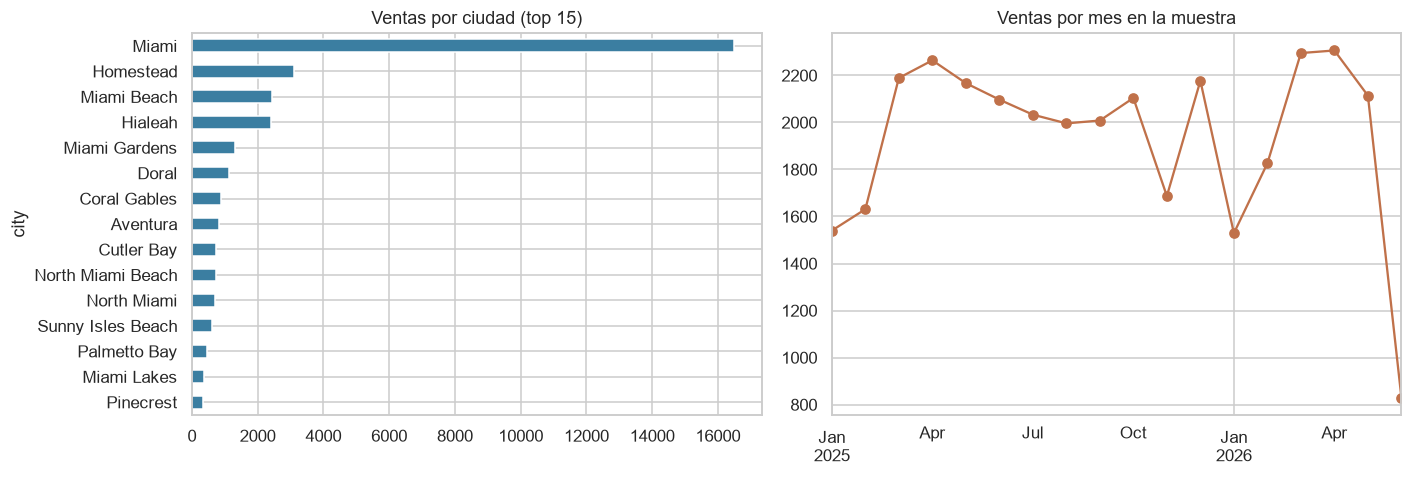 Ventas por ciudad (top 15)
city
Miami
Homestead
Miami Beach
Hialeah
Miami Gardens
Doral
Coral Gables
Aventura
Cutler Bay
North Miami Beach
North Miami
Sunny Isles Beach
Palmetto Bay
Miami Lakes
Pinecrest
0 2000 4000 6000 8000 10000 12000 14000 16000
Ventas por mes en la muestra
2200
2000
1800
1600
1400
1200
1000
800
Jan Apr Jul Oct Jan Apr
2025 2026